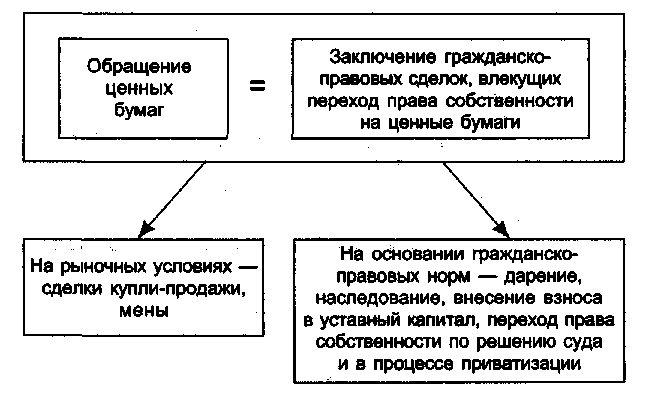 Обращение
ценных
бумаг
=
Заключение гражданско-
правовых сделок, влекущих
переход права собственности
на ценные бумаги
На рыночных условиях —
сделки купли-продажи,
мены
На основании гражданско-
правовых норм — дарение,
наследование, внесение взноса
в уставный капитал, переход права
собственности по решению суда
и в процессе приватизации